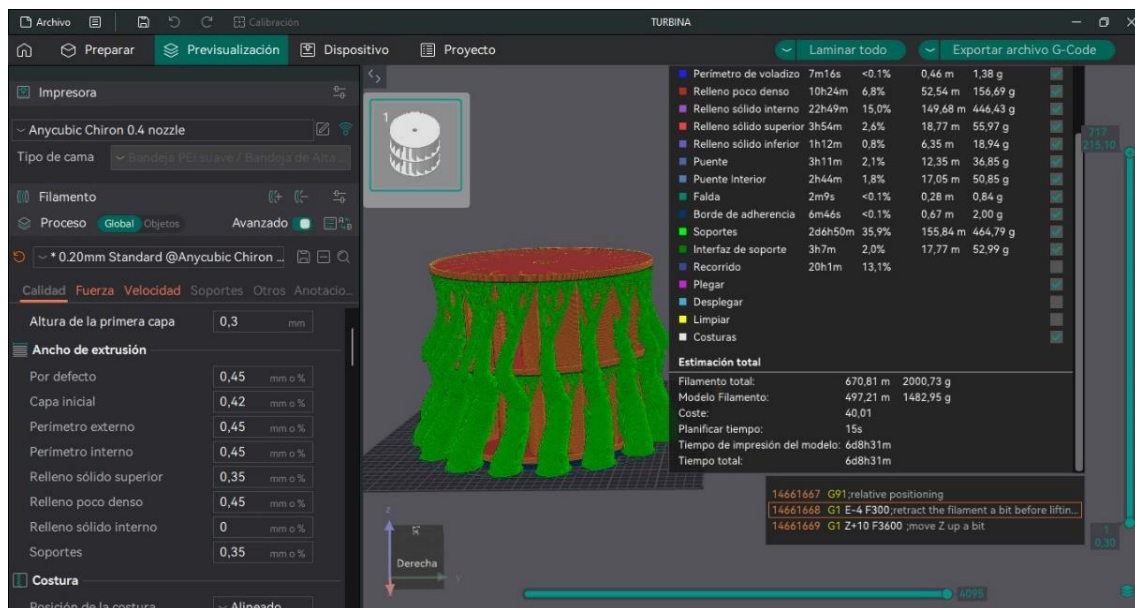 Archivo Calibración TURBINA
Preparar Previsualización Dispositivo Proyecto Laminar todo Exportar archivo G-Code
Impresora
Anycubic Chiron 0.4 nozzle
Tipo de cama Bandeja PEI suave / Bandeja de Alta ...
Filamento
Proceso Global Objetos Avanzado
* 0.20mm Standard @Anycubic Chiron ...
Calidad Fuerza Velocidad Soportes Otros Anotacio...
Altura de la primera capa 0,3 mm
Ancho de extrusión
Por defecto 0,45 mm o %
Capa inicial 0,42 mm o %
Perímetro externo 0,45 mm o %
Perímetro interno 0,45 mm o %
Relleno sólido superior 0,35 mm o %
Relleno poco denso 0,45 mm o %
Relleno sólido interno 0 mm o %
Soportes 0,35 mm o %
Costura
Posición de la costura Alineado
1
Perímetro de voladizo 7m16s <0.1% 0,46 m 1,38 g
Relleno poco denso 10h24m 6,8% 52,54 m 156,69 g
Relleno sólido interno 22h49m 15,0% 149,68 m 446,43 g
Relleno sólido superior 3h54m 2,6% 18,77 m 55,97 g
Relleno sólido inferior 1h12m 0,8% 6,35 m 18,94 g
Puente 3h11m 2,1% 12,35 m 36,85 g
Puente Interior 2h44m 1,8% 17,05 m 50,85 g
Falda 2m9s <0.1% 0,28 m 0,84 g
Borde de adherencia 6m46s <0.1% 0,67 m 2,00 g
Soportes 2d6h50m 35,9% 155,84 m 464,79 g
Interfaz de soporte 3h7m 2,0% 17,77 m 52,99 g
Recorrido 20h1m 13,1%
Plegar
Desplegar
Limpiar
Costuras
Estimación total
Filamento total: 670,81 m 2000,73 g
Modelo Filamento: 497,21 m 1482,95 g
Coste: 40,01
Planificar tiempo: 15s
Tiempo de impresión del modelo: 6d8h31m
Tiempo total: 6d8h31m
717
215,10
14661667 G91 ;relative positioning
14661668 G1 E-4 F300 ;retract the filament a bit before liftin...
14661669 G1 Z+10 F3600 ;move Z up a bit
1
0.30
z
Derecha
y
4095